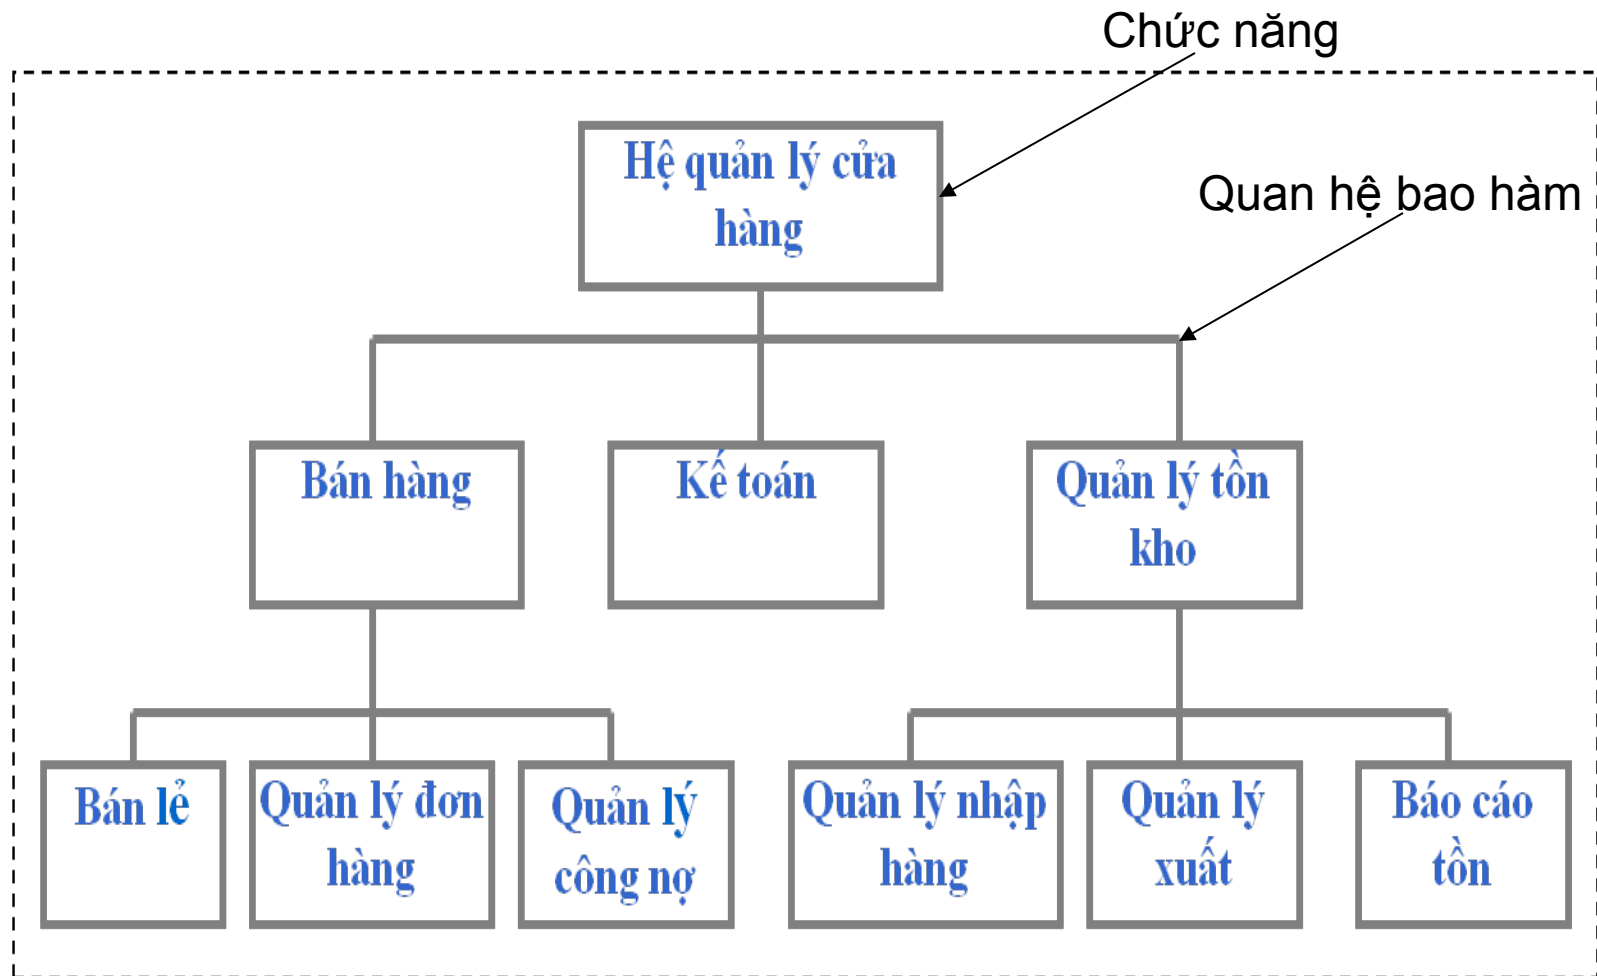 Chức năng
Hệ quản lý cửa
hàng
Quan hệ bao hàm
Bán hàng
Kế toán
Quản lý tồn
kho
Bán lẻ
Quản lý đơn
hàng
Quản lý
công nợ
Quản lý nhập
hàng
Quản lý
xuất
Báo cáo
tồn